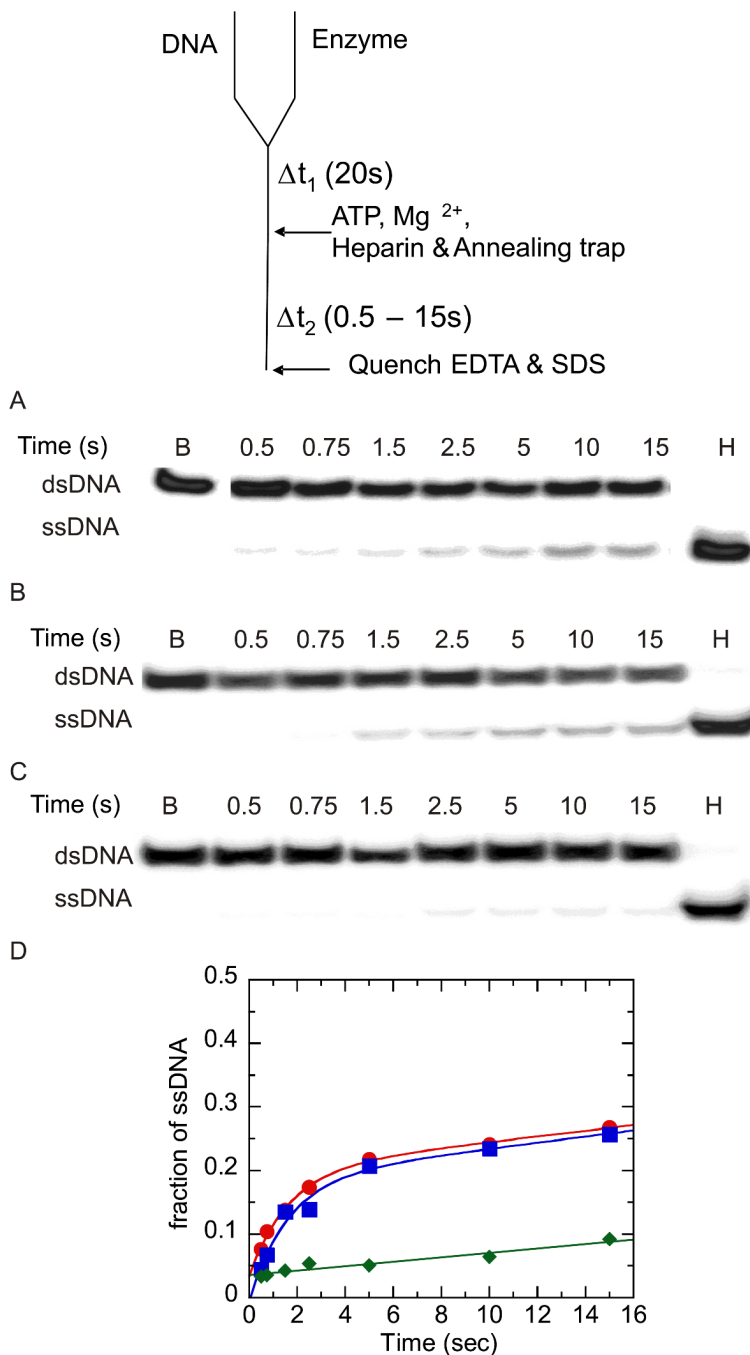 DNA Enzyme
Δt1 (20s)
ATP, Mg 2+,
Heparin & Annealing trap
Δt2 (0.5 – 15s)
Quench EDTA & SDS
A
Time (s) B 0.5 0.75 1.5 2.5 5 10 15 H
dsDNA
ssDNA
B
Time (s) B 0.5 0.75 1.5 2.5 5 10 15 H
dsDNA
ssDNA
C
Time (s) B 0.5 0.75 1.5 2.5 5 10 15 H
dsDNA
ssDNA
D
0.5
0.4
0.3
0.2
0.1
0
fraction of ssDNA
0 2 4 6 8 10 12 14 16
Time (sec)